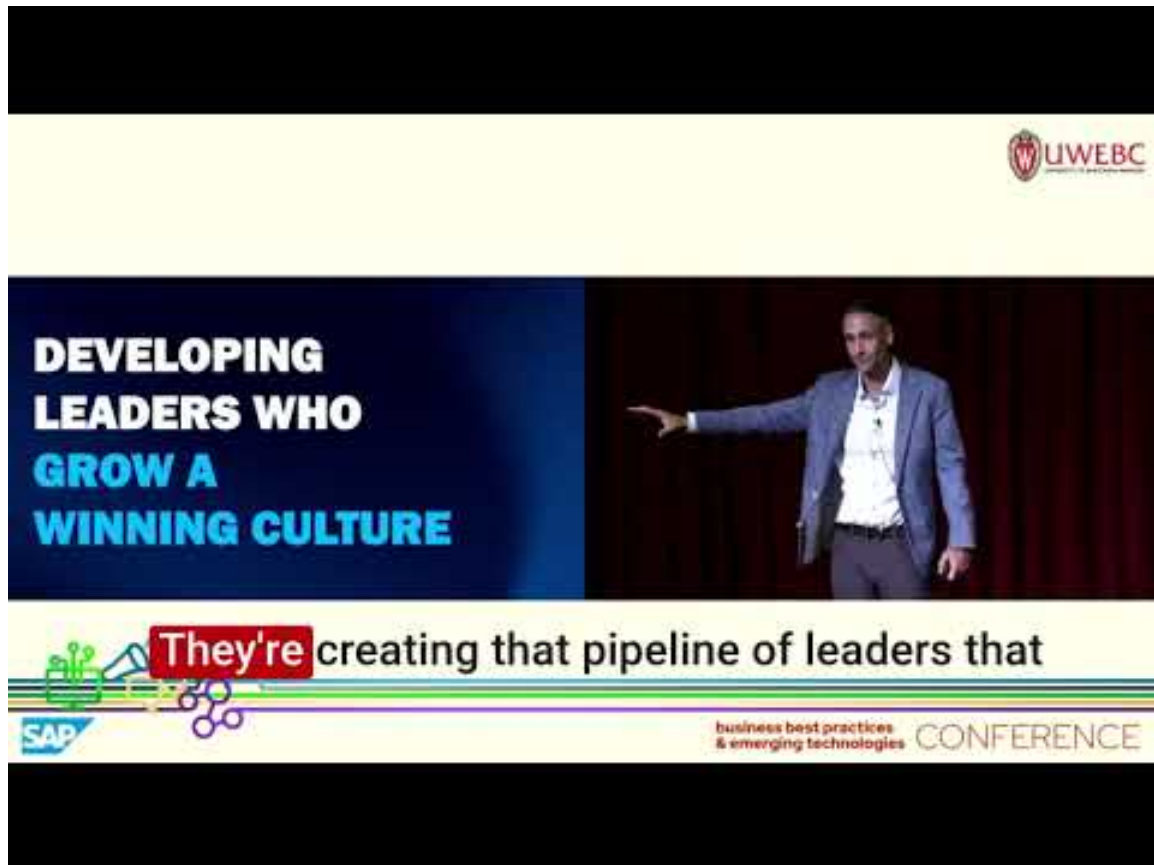 UWEBC
DEVELOPING
LEADERS WHO
GROW A
WINNING CULTURE
They're creating that pipeline of leaders that
SAP
business best practices
& emerging technologies CONFERENCE